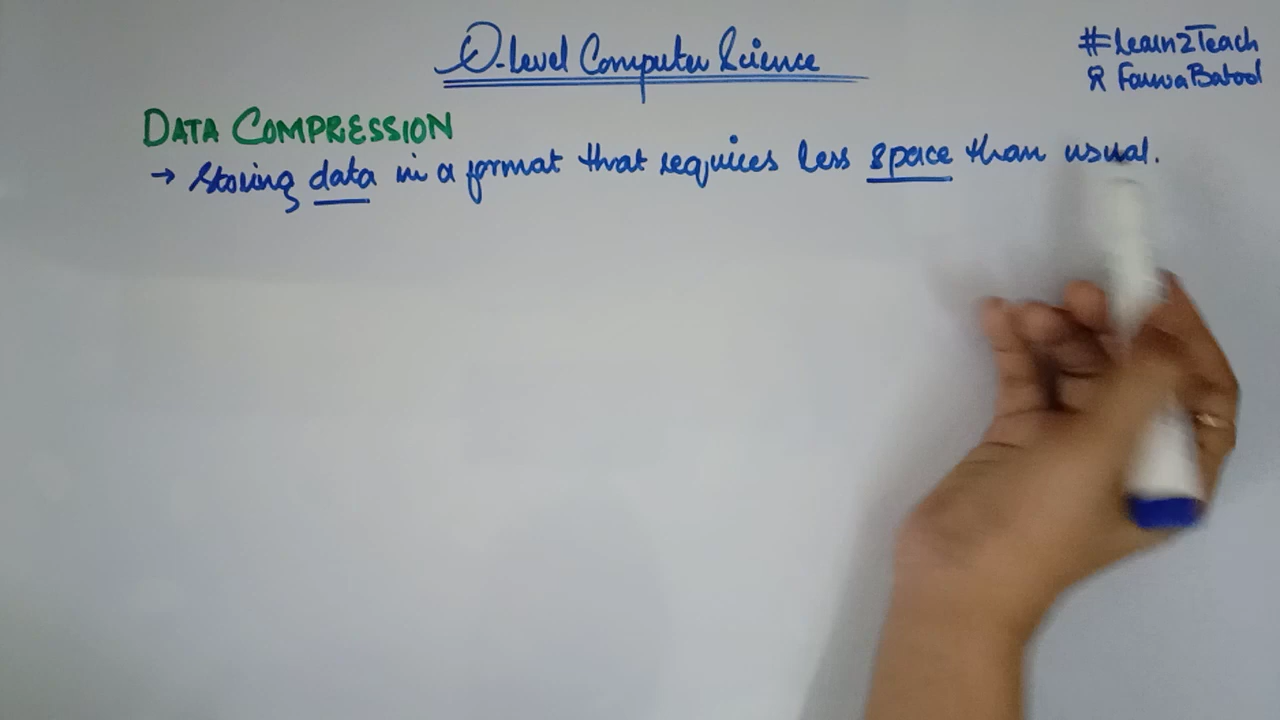 O-Level Computer Science
#Learn2Teach
FarwaBatool
DATA COMPRESSION
→ Storing data in a format that requires less space than usual.